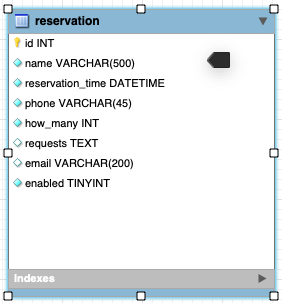 reservation
id INT
name VARCHAR(500)
reservation_time DATETIME
phone VARCHAR(45)
how_many INT
requests TEXT
email VARCHAR(200)
enabled TINYINT
Indexes